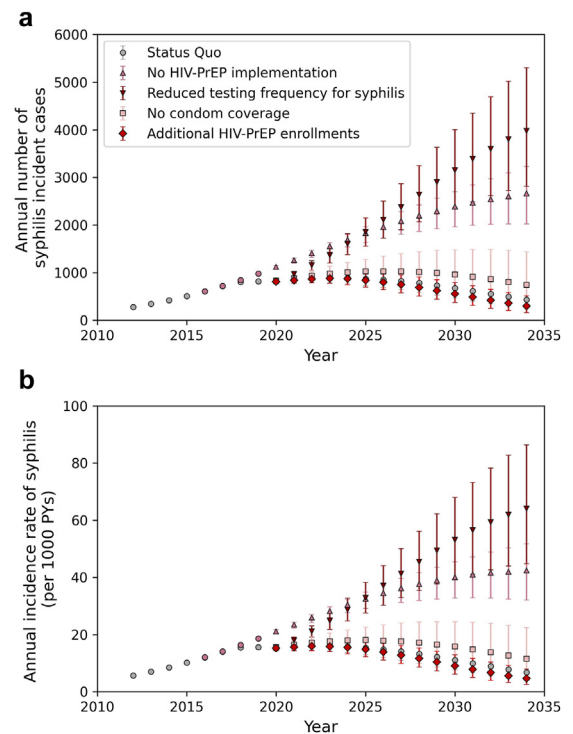 a
6000
5000
4000
3000
2000
1000
0
Annual number of
syphilis incident cases
Status Quo
No HIV-PrEP implementation
Reduced testing frequency for syphilis
No condom coverage
Additional HIV-PrEP enrollments
2010 2015 2020 2025 2030 2035
Year
b
100
80
60
40
20
0
Annual incidence rate of syphilis
(per 1000 PYs)
2010 2015 2020 2025 2030 2035
Year